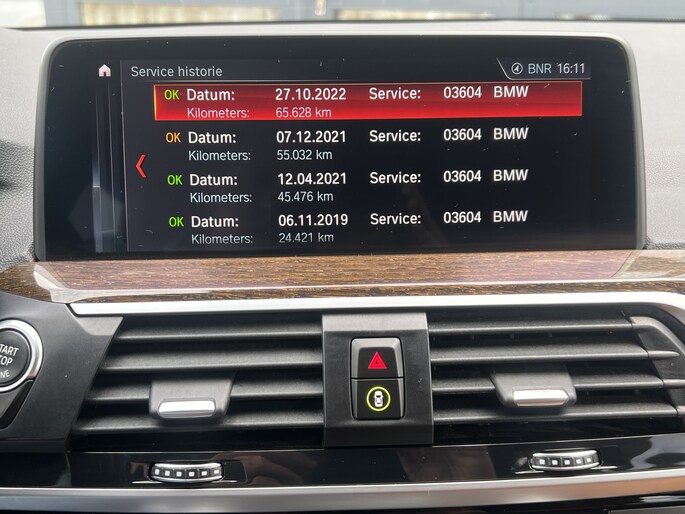 Service historie
BNR 16:11
OK Datum: 27.10.2022 Service: 03604 BMW
Kilometers: 65.628 km
OK Datum: 07.12.2021 Service: 03604 BMW
Kilometers: 55.032 km
OK Datum: 12.04.2021 Service: 03604 BMW
Kilometers: 45.476 km
OK Datum: 06.11.2019 Service: 03604 BMW
Kilometers: 24.421 km
START
STOP